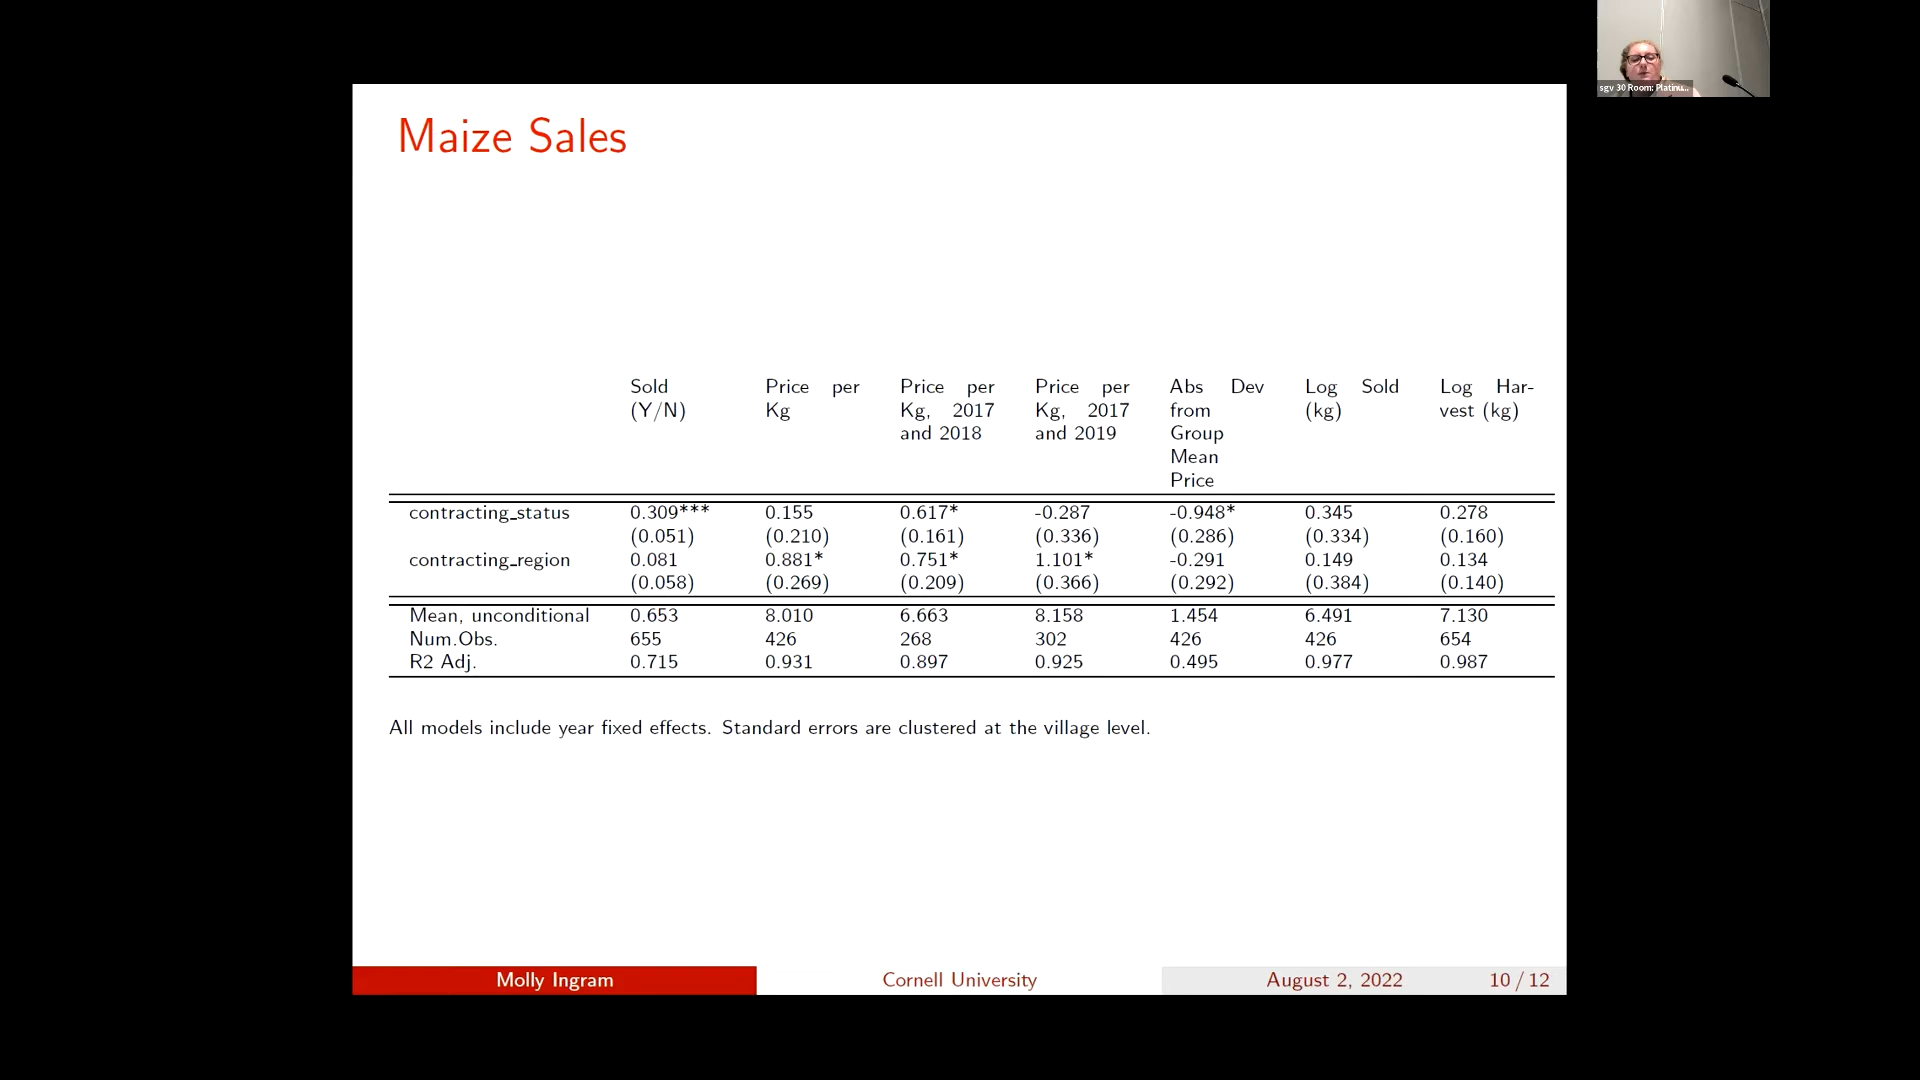 sgv 30 Room: Platinu...
Maize Sales
Sold (Y/N) Price per Kg Price per Kg, 2017 and 2018 Price per Kg, 2017 and 2019 Abs Dev from Group Mean Price Log Sold (kg) Log Har-vest (kg)
contracting_status 0.309*** 0.155 0.617* -0.287 -0.948* 0.345 0.278
(0.051) (0.210) (0.161) (0.336) (0.286) (0.334) (0.160)
contracting_region 0.081 0.881* 0.751* 1.101* -0.291 0.149 0.134
(0.058) (0.269) (0.209) (0.366) (0.292) (0.384) (0.140)
Mean, unconditional 0.653 8.010 6.663 8.158 1.454 6.491 7.130
Num.Obs. 655 426 268 302 426 426 654
R2 Adj. 0.715 0.931 0.897 0.925 0.495 0.977 0.987
All models include year fixed effects. Standard errors are clustered at the village level.
Molly Ingram Cornell University August 2, 2022 10 / 12